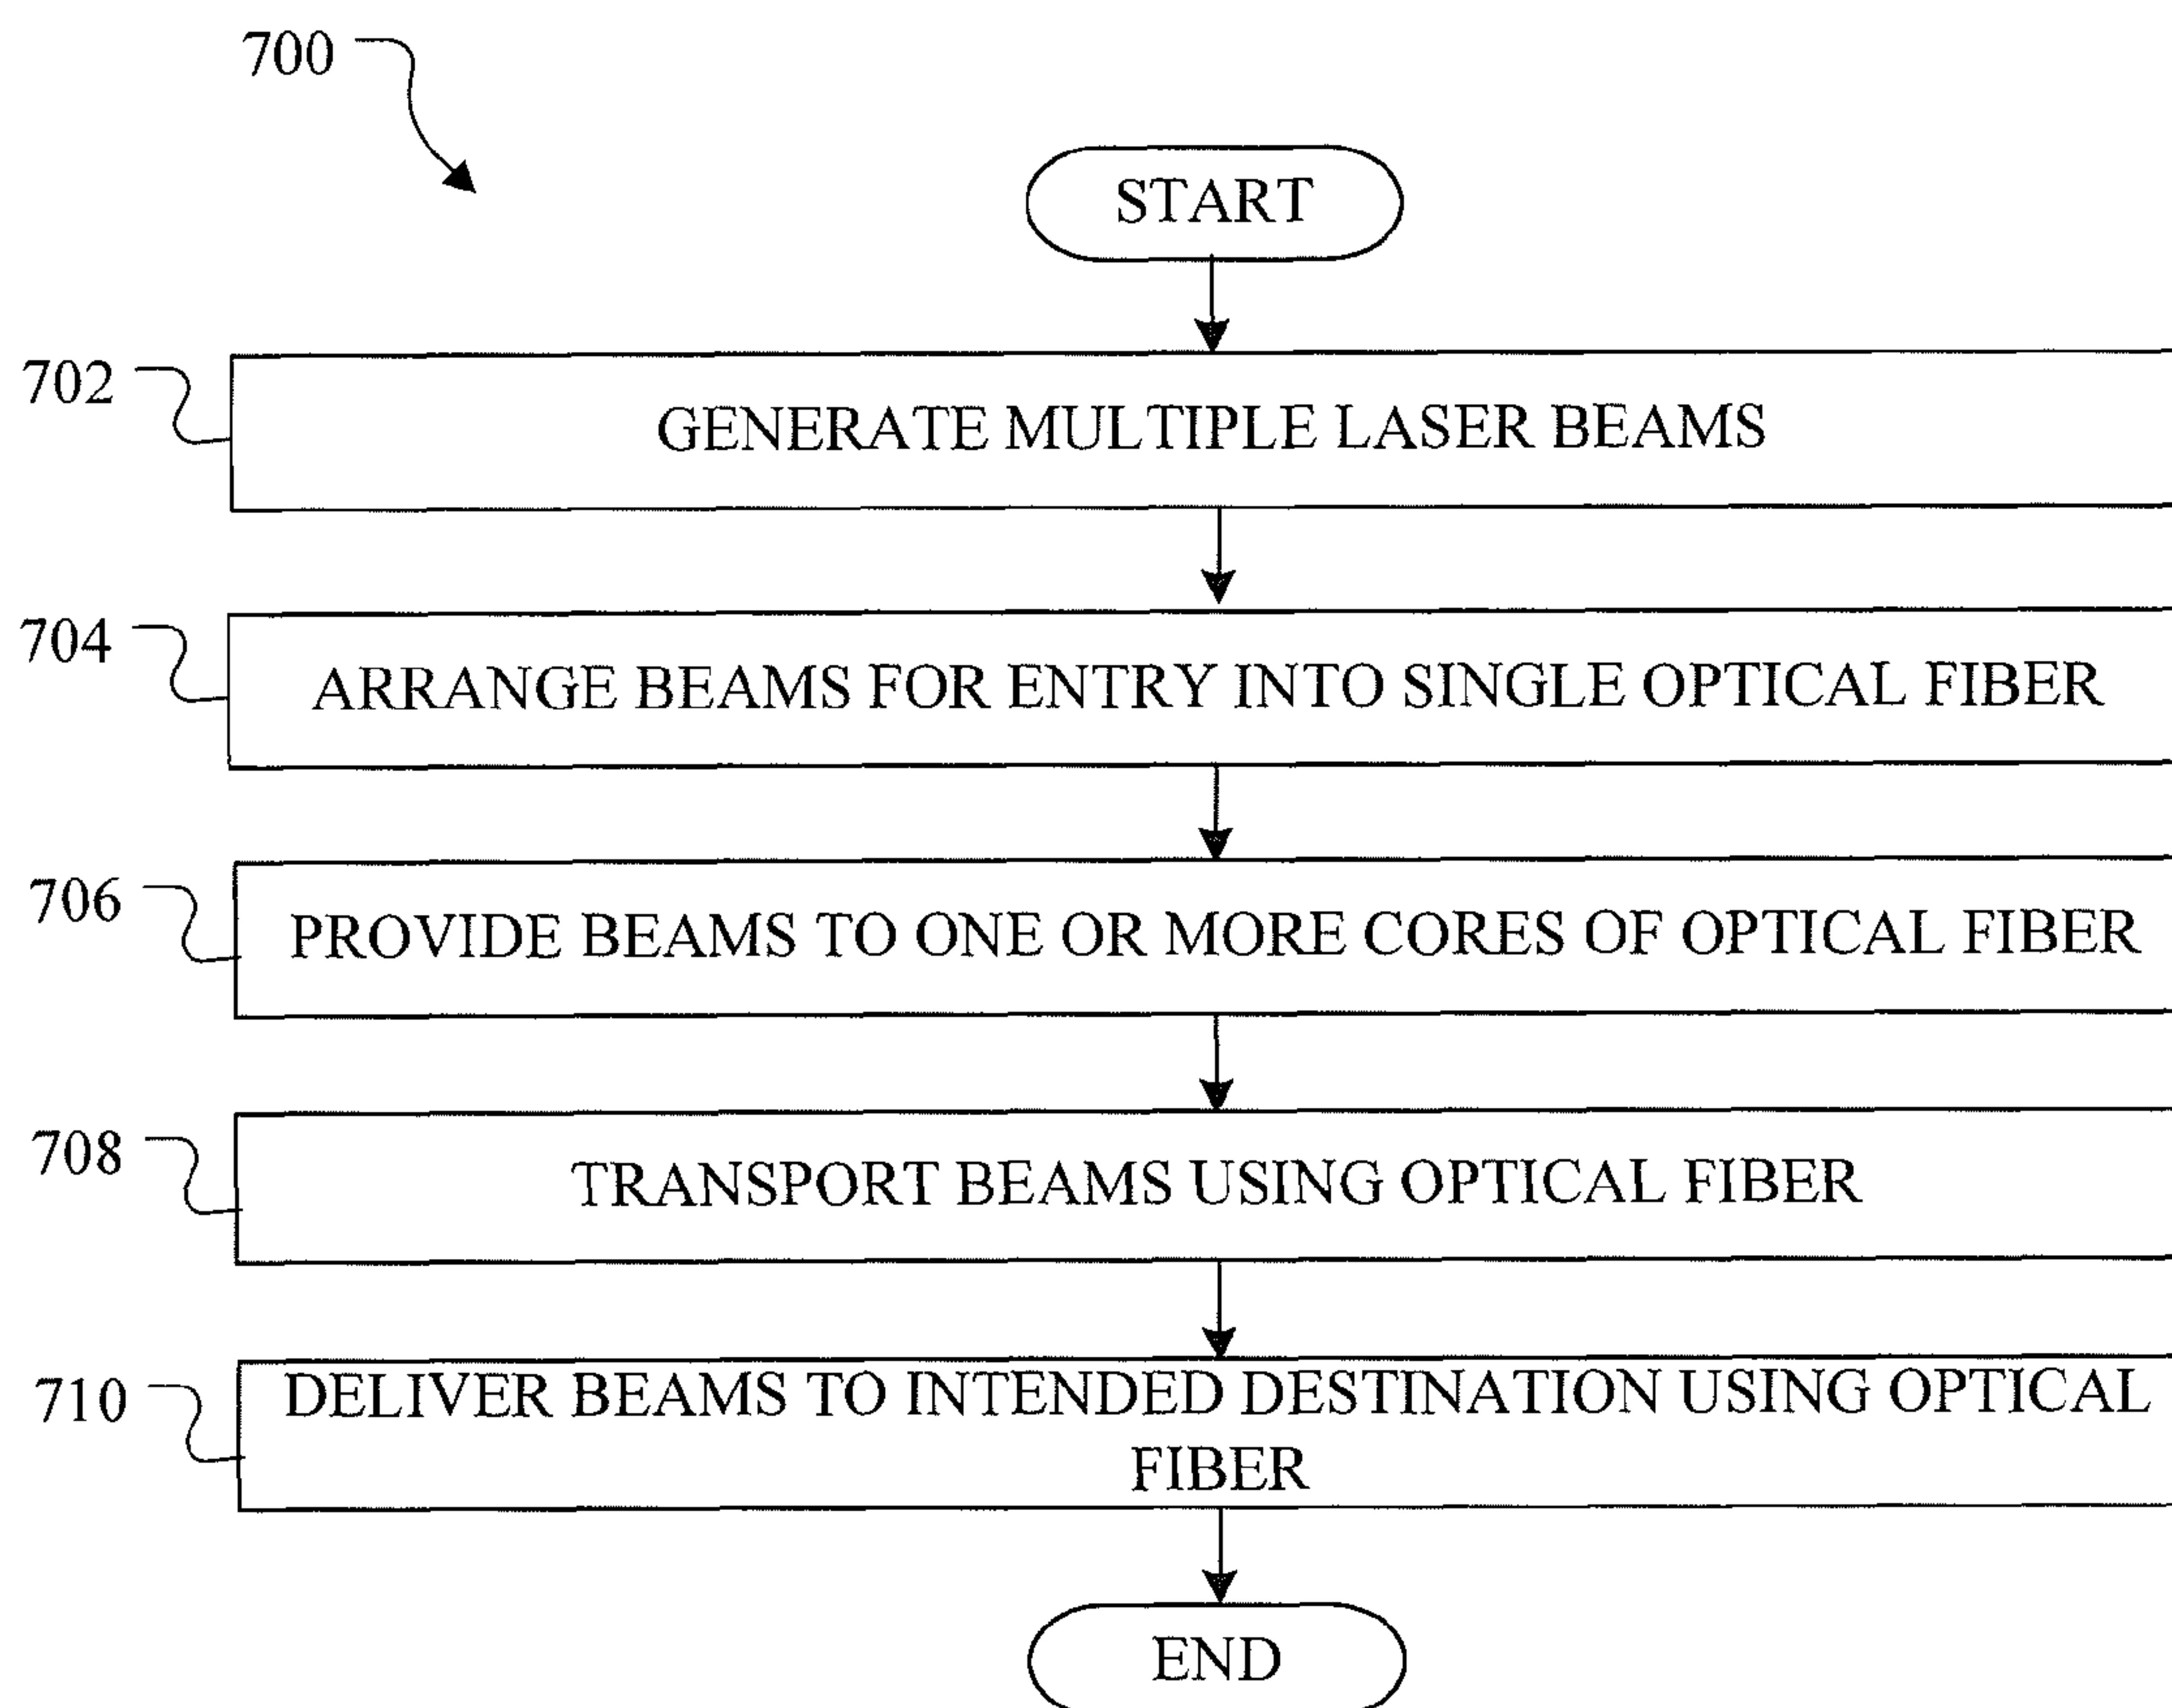 700
START
702
GENERATE MULTIPLE LASER BEAMS
704
ARRANGE BEAMS FOR ENTRY INTO SINGLE OPTICAL FIBER
706
PROVIDE BEAMS TO ONE OR MORE CORES OF OPTICAL FIBER
708
TRANSPORT BEAMS USING OPTICAL FIBER
710
DELIVER BEAMS TO INTENDED DESTINATION USING OPTICAL
FIBER
END